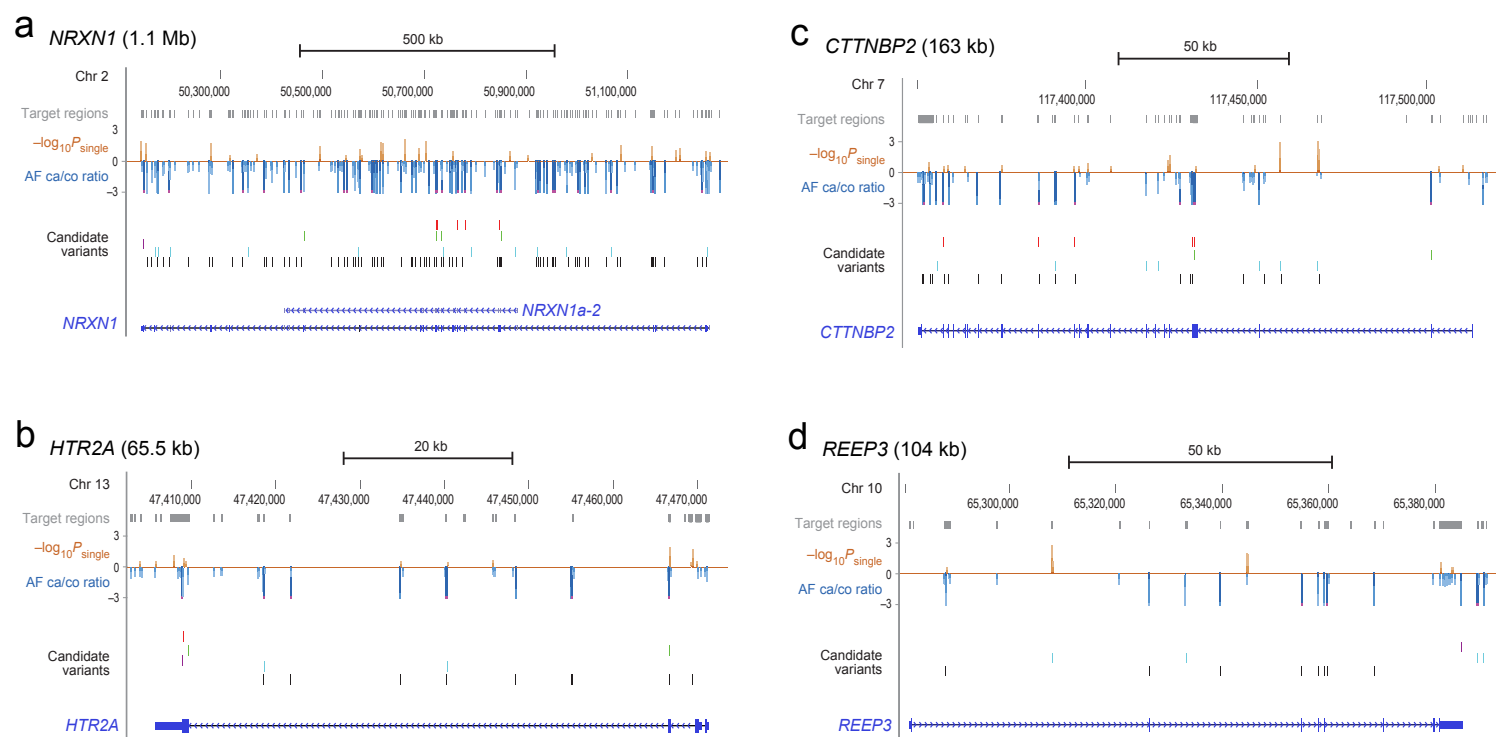 a
NRXN1 (1.1 Mb)
500 kb
Chr 2
50,300,000 50,500,000 50,700,000 50,900,000 51,100,000
Target regions
3
–log10Psingle
0
AF ca/co ratio
–3
Candidate
variants
NRXN1a-2
NRXN1
b
HTR2A (65.5 kb)
20 kb
Chr 13
47,410,000 47,420,000 47,430,000 47,440,000 47,450,000 47,460,000 47,470,000
Target regions
3
–log10Psingle
0
AF ca/co ratio
–3
Candidate
variants
HTR2A
c
CTTNBP2 (163 kb)
50 kb
Chr 7
117,400,000 117,450,000 117,500,000
Target regions
3
–log10Psingle
0
AF ca/co ratio
–3
Candidate
variants
CTTNBP2
d
REEP3 (104 kb)
50 kb
Chr 10
65,300,000 65,320,000 65,340,000 65,360,000 65,380,000
Target regions
3
–log10Psingle
0
AF ca/co ratio
–3
Candidate
variants
REEP3